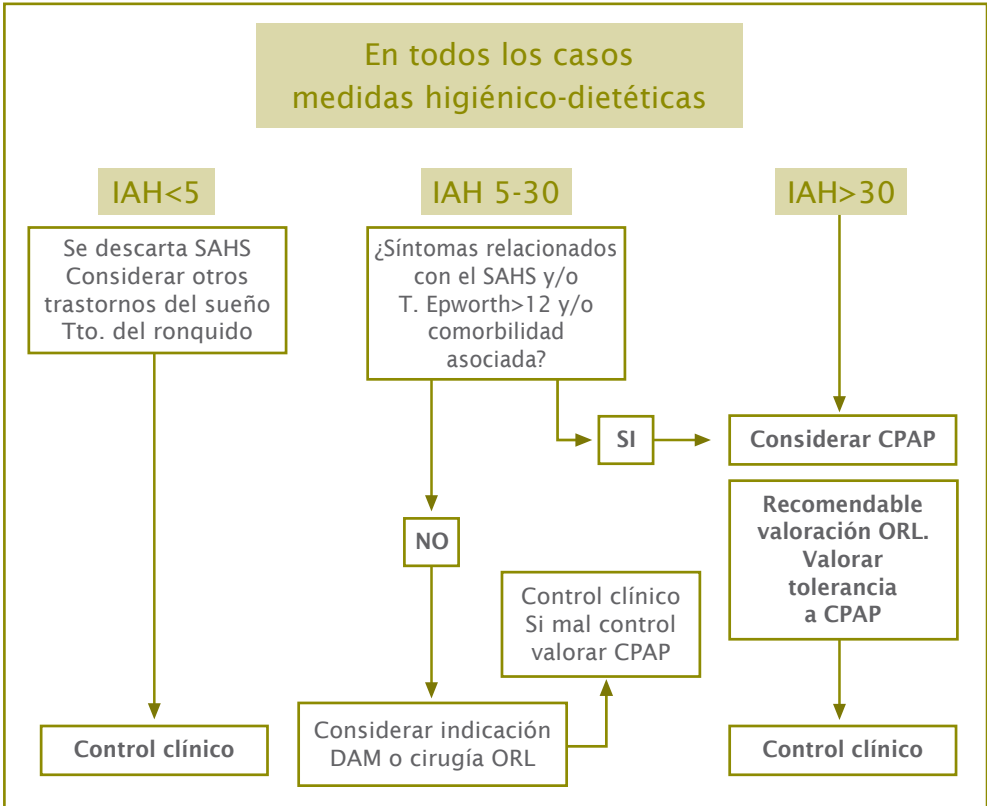 En todos los casos
medidas higiénico-dietéticas
IAH<5
IAH 5-30
IAH>30
Se descarta SAHS
Considerar otros
trastornos del sueño
Tto. del ronquido
¿Síntomas relacionados
con el SAHS y/o
T. Epworth>12 y/o
comorbilidad
asociada?
SI
Considerar CPAP
Recomendable
valoración ORL.
Valorar
tolerancia
a CPAP
NO
Control clínico
Si mal control
valorar CPAP
Control clínico
Considerar indicación
DAM o cirugía ORL
Control clínico